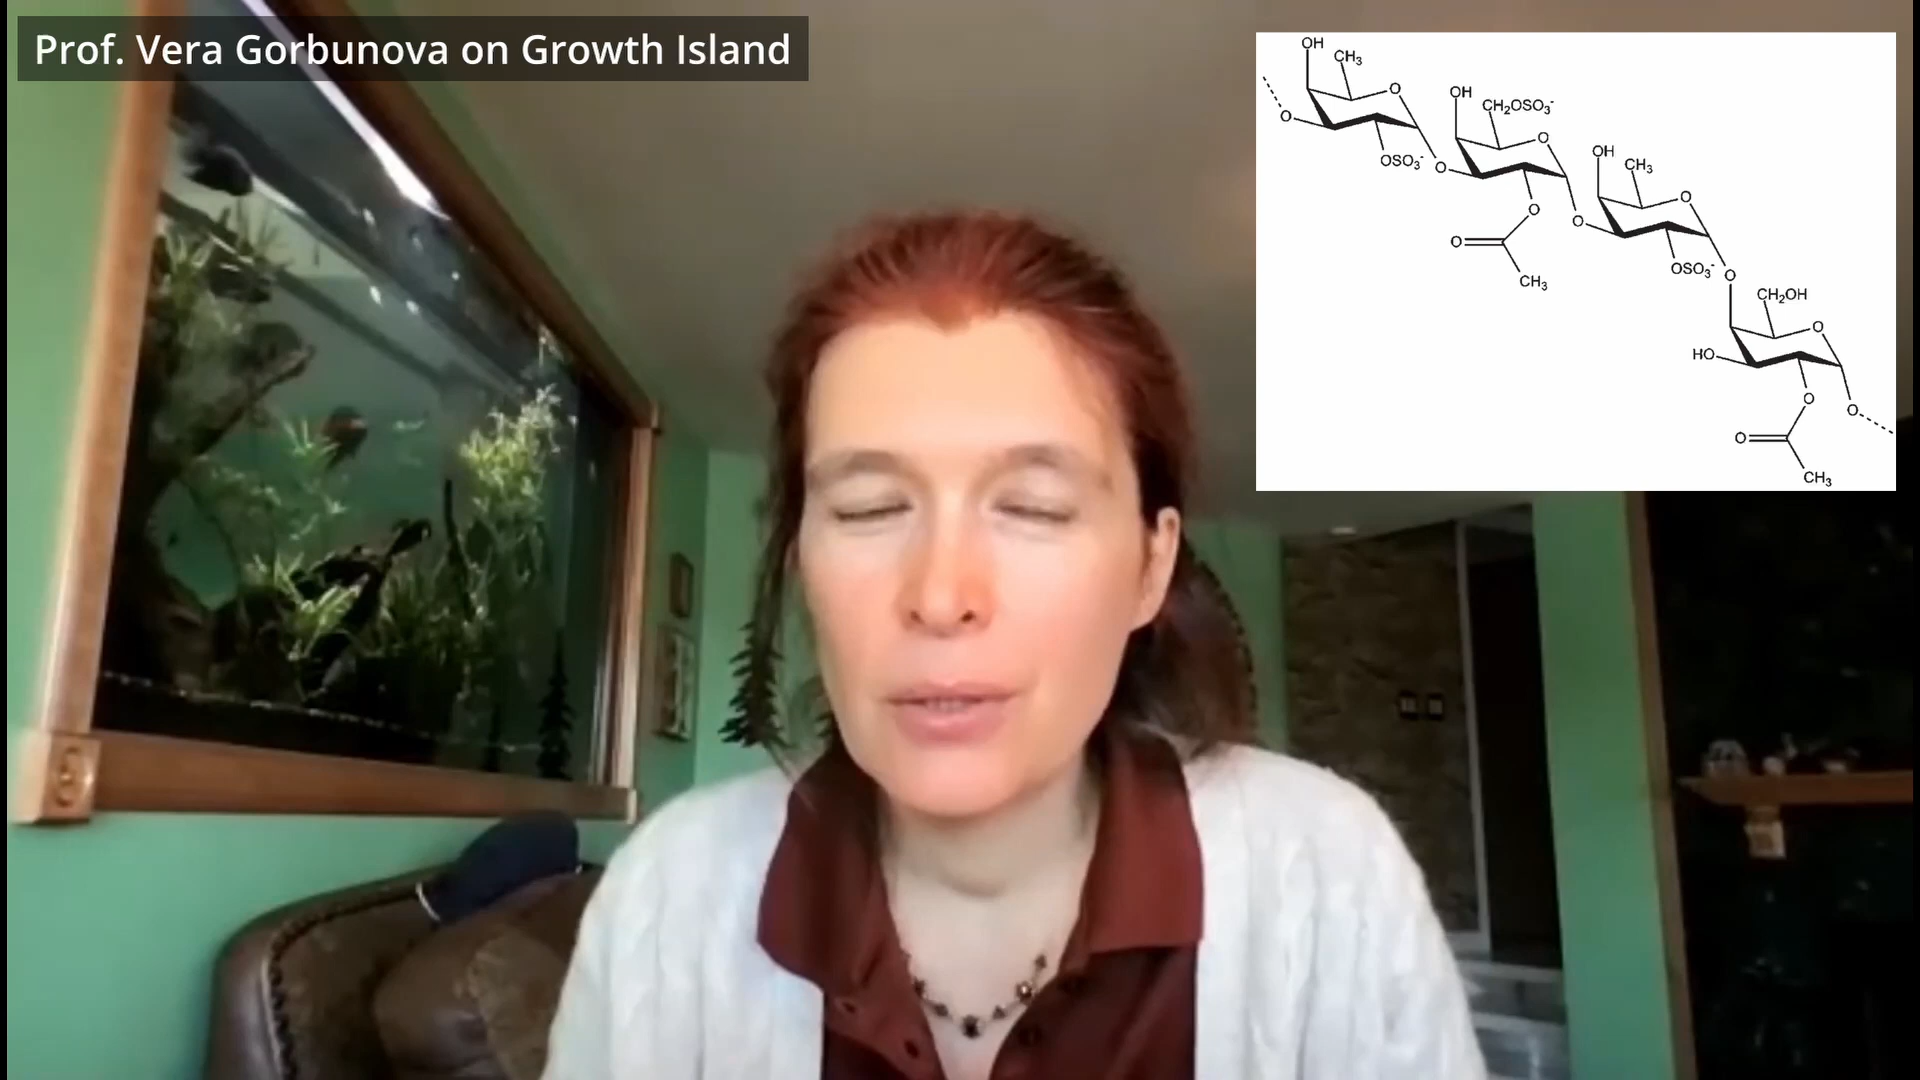 Prof. Vera Gorbunova on Growth Island
OH
CH3
O
O
OSO3-
OH
CH2OSO3-
O
O
O
O
CH3
OH
CH3
O
O
OSO3-
O
CH2OH
O
HO
O
O
O
CH3